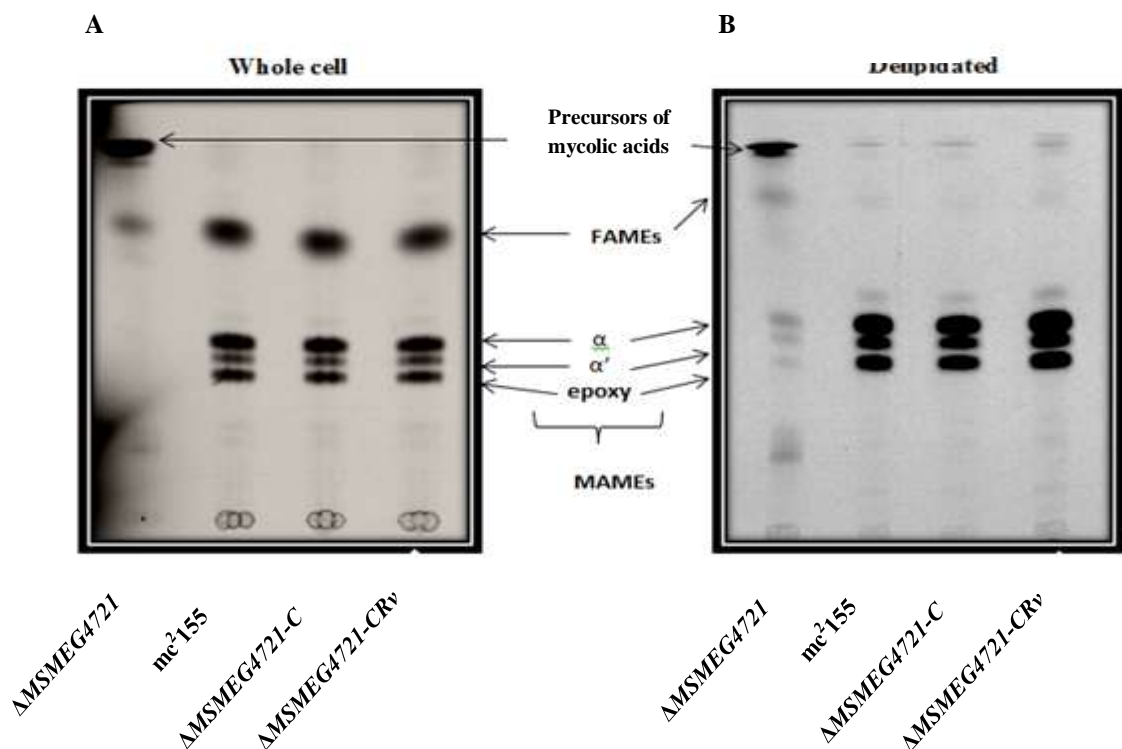 A
B
Whole cell
Delipidated
Precursors of
mycolic acids
FAMEs
α
α'
epoxy
MAMEs
ΔMSMEG4721
mc²155
ΔMSMEG4721-C
ΔMSMEG4721-CRv
ΔMSMEG4721
mc²155
ΔMSMEG4721-C
ΔMSMEG4721-CRv